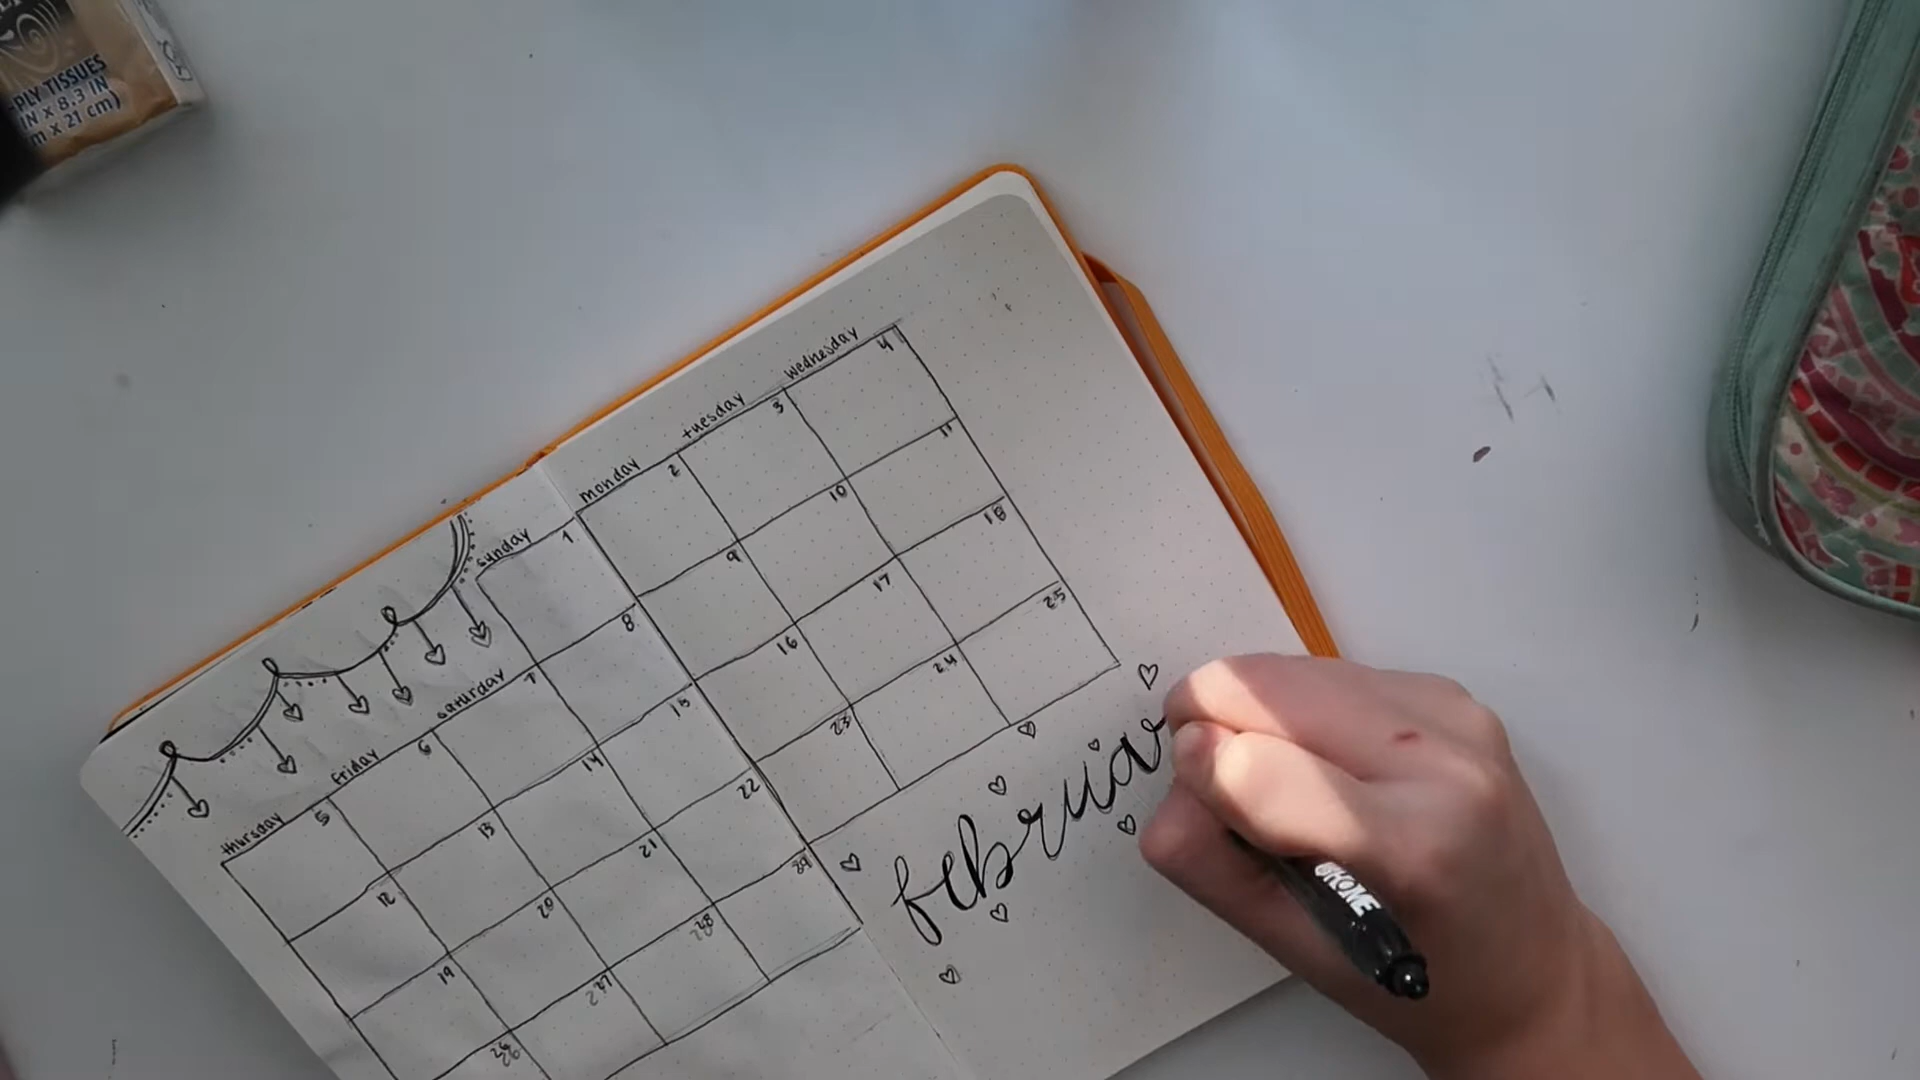 -PLY TISSUES
IN x 8.3 IN
m x 21 cm)
thursday friday saturday sunday monday tuesday wednesday
1 2 3 4
5 6 7 8 9 10 11
12 13 14 15 16 17 18
19 20 21 22 23 24 25
26 27 28 29
februar
@HOME